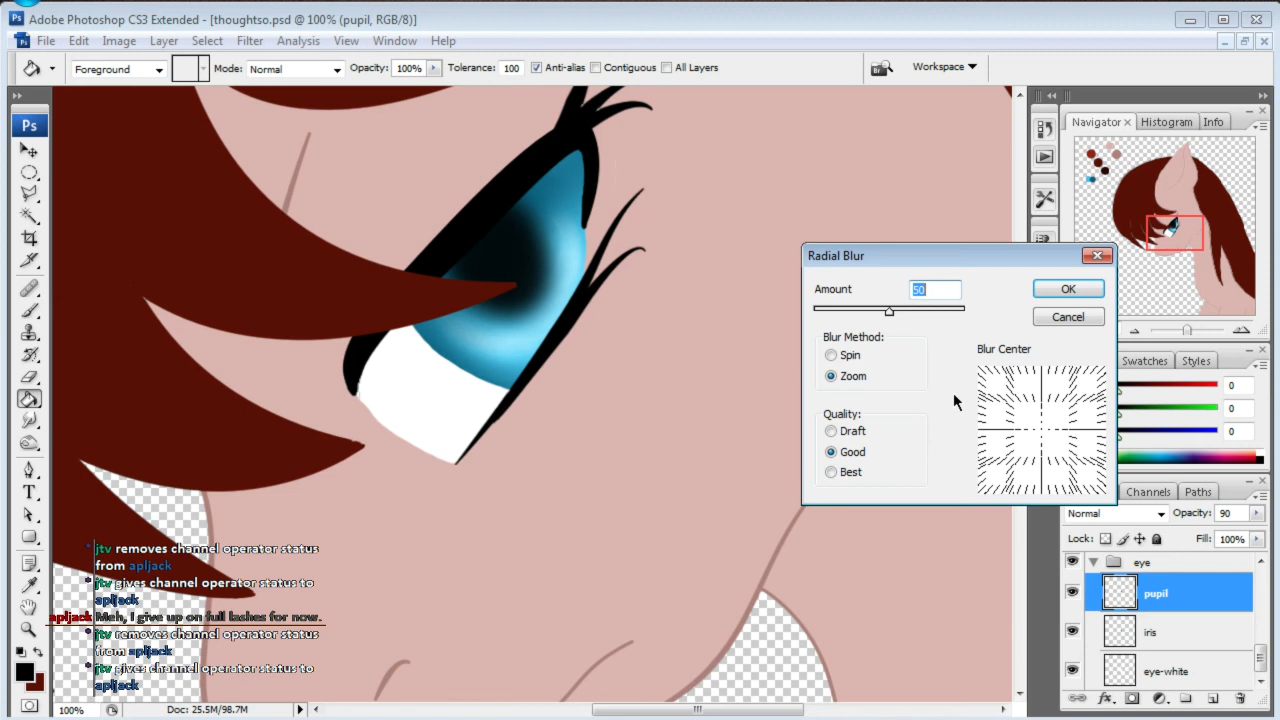 Ps Adobe Photoshop CS3 Extended - [thoughtso.psd @ 100% (pupil, RGB/8)]
Ps File Edit Image Layer Select Filter Analysis View Window Help
Foreground Mode: Normal Opacity: 100% Tolerance: 100 Anti-alias Contiguous All Layers Br Workspace
Ps
T
Navigator × Histogram Info
Radial Blur
Amount 50 OK
Cancel
Blur Method:
Spin
Zoom
Quality:
Draft
Good
Best
Blur Center
Swatches Styles
0
0
0
Channels Paths
Normal Opacity: 90
Lock: Fill: 100%
eye
pupil
iris
eye-white
fx
* jtv removes channel operator status
from apljack
* jtv gives channel operator status to
apljack
apljack Meh, I give up on full lashes for now.
* jtv removes channel operator status
from apljack
* jtv gives channel operator status to
apljack
100% Doc: 25.5M/98.7M